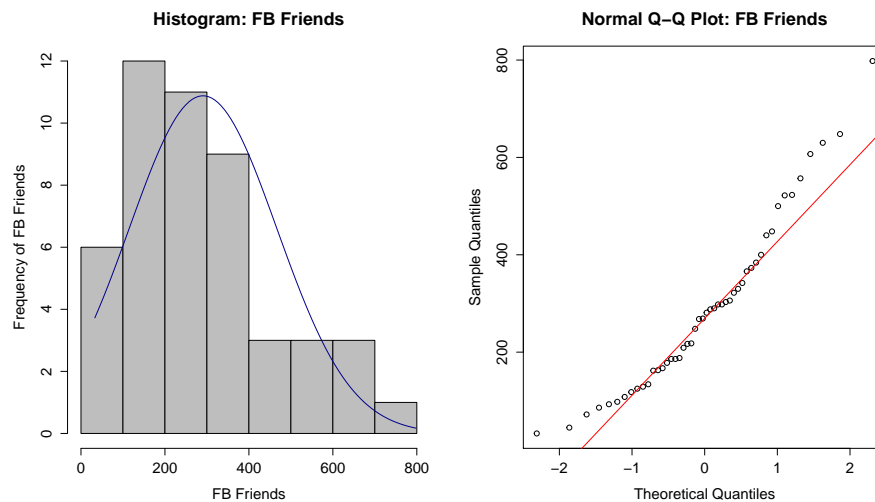 Histogram: FB Friends
Frequency of FB Friends
0 2 4 6 8 10 12
0 200 400 600 800
FB Friends
Normal Q−Q Plot: FB Friends
Sample Quantiles
200 400 600 800
−2 −1 0 1 2
Theoretical Quantiles